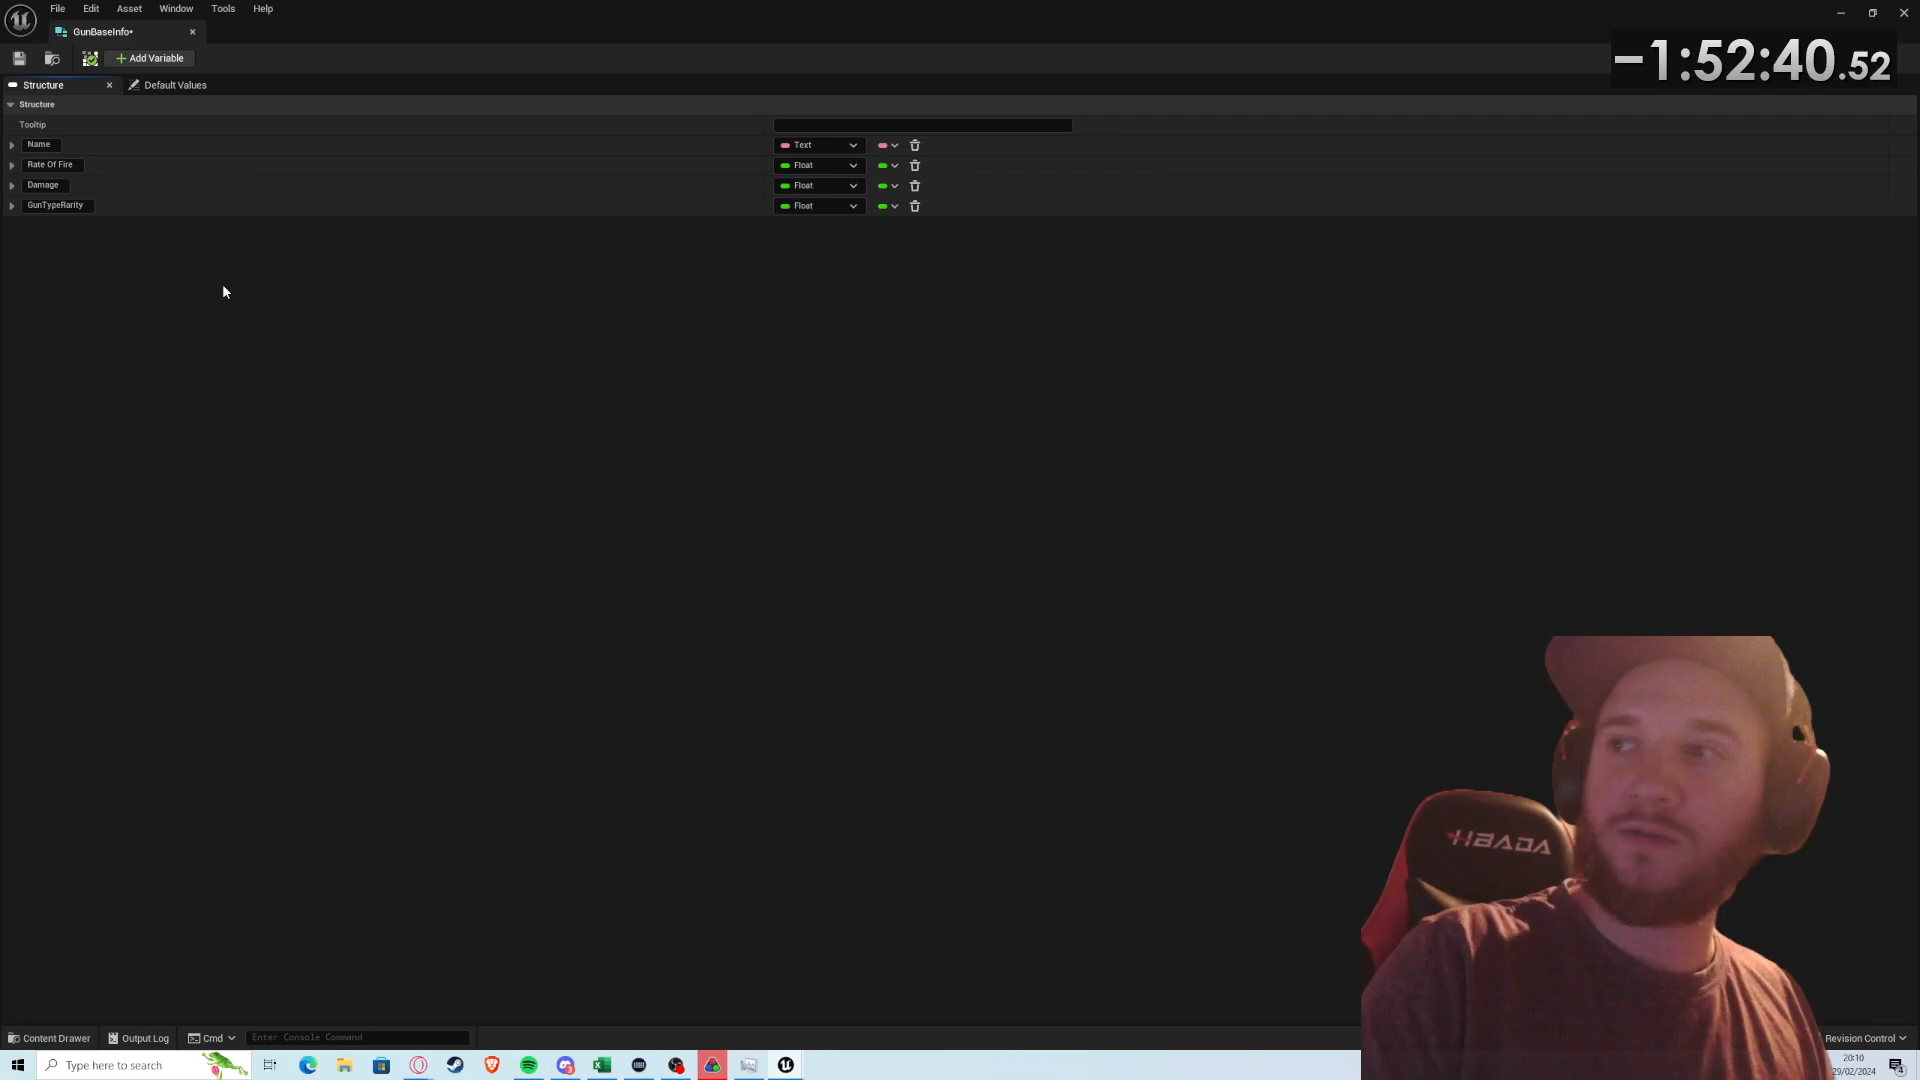 File Edit Asset Window Tools Help
GunBaseInfo*
Add Variable
-1:52:40.52
Structure
Default Values
Structure
Tooltip
Name Text
Rate Of Fire Float
Damage Float
GunTypeRarity Float
HBADA
Content Drawer Output Log Cmd Enter Console Command Revision Control
Type here to search
20:10
29/02/2024